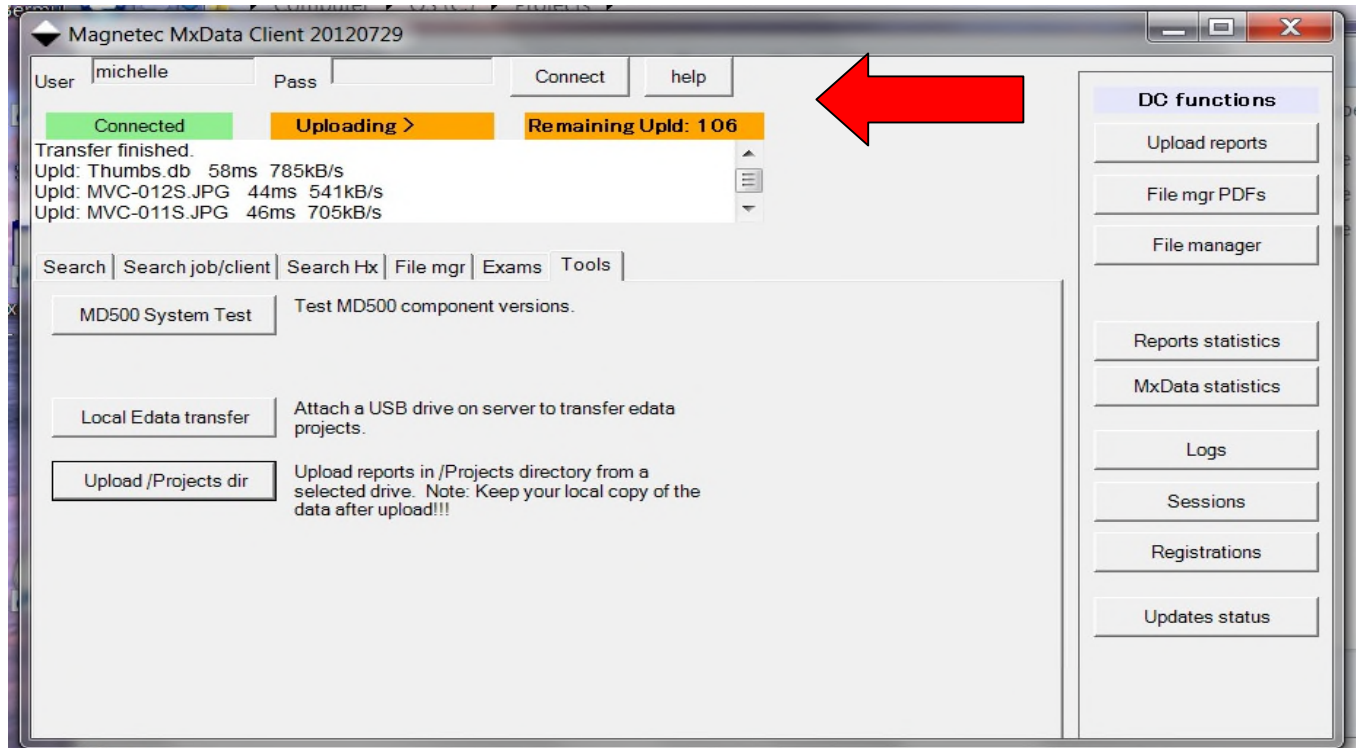 Computer ▸ OS (C:) ▸ Projects ▸
Magnetec MxData Client 20120729
User michelle Pass Connect help
Connected Uploading > Remaining Upld: 106
Transfer finished.
Upld: Thumbs.db 58ms 785kB/s
Upld: MVC-012S.JPG 44ms 541kB/s
Upld: MVC-011S.JPG 46ms 705kB/s
Search Search job/client Search Hx File mgr Exams Tools
MD500 System Test Test MD500 component versions.
Local Edata transfer Attach a USB drive on server to transfer edata
projects.
Upload /Projects dir Upload reports in /Projects directory from a
selected drive. Note: Keep your local copy of the
data after upload!!!
DC functions
Upload reports
File mgr PDFs
File manager
Reports statistics
MxData statistics
Logs
Sessions
Registrations
Updates status